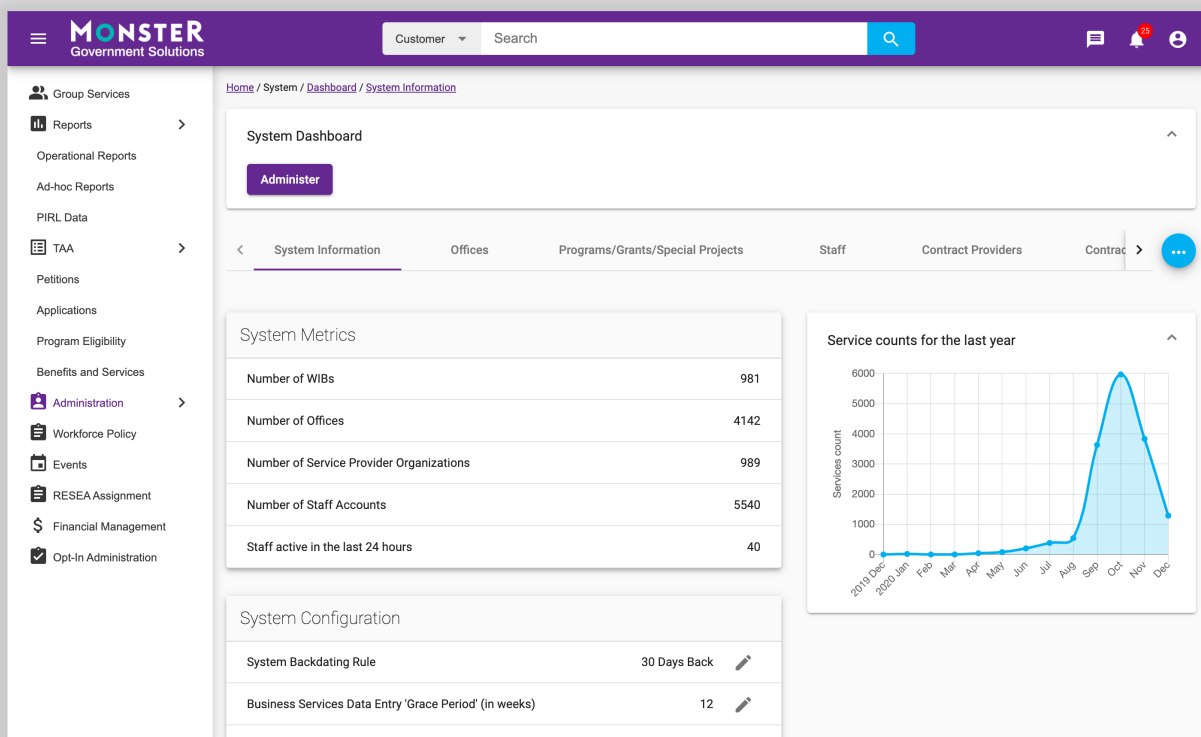 MONSTER
Government Solutions
Customer
Search
25
Group Services
Reports
Operational Reports
Ad-hoc Reports
PIRL Data
TAA
Petitions
Applications
Program Eligibility
Benefits and Services
Administration
Workforce Policy
Events
RESEA Assignment
Financial Management
Opt-In Administration
Home / System / Dashboard / System Information
System Dashboard
Administer
System Information Offices Programs/Grants/Special Projects Staff Contract Providers Contrac
System Metrics
Number of WIBs 981
Number of Offices 4142
Number of Service Provider Organizations 989
Number of Staff Accounts 5540
Staff active in the last 24 hours 40
System Configuration
System Backdating Rule 30 Days Back
Business Services Data Entry 'Grace Period' (in weeks) 12
Service counts for the last year
Services count
6000
5000
4000
3000
2000
1000
0
2019 Dec 2020 Jan Feb Mar Apr May Jun Jul Aug Sep Oct Nov Dec